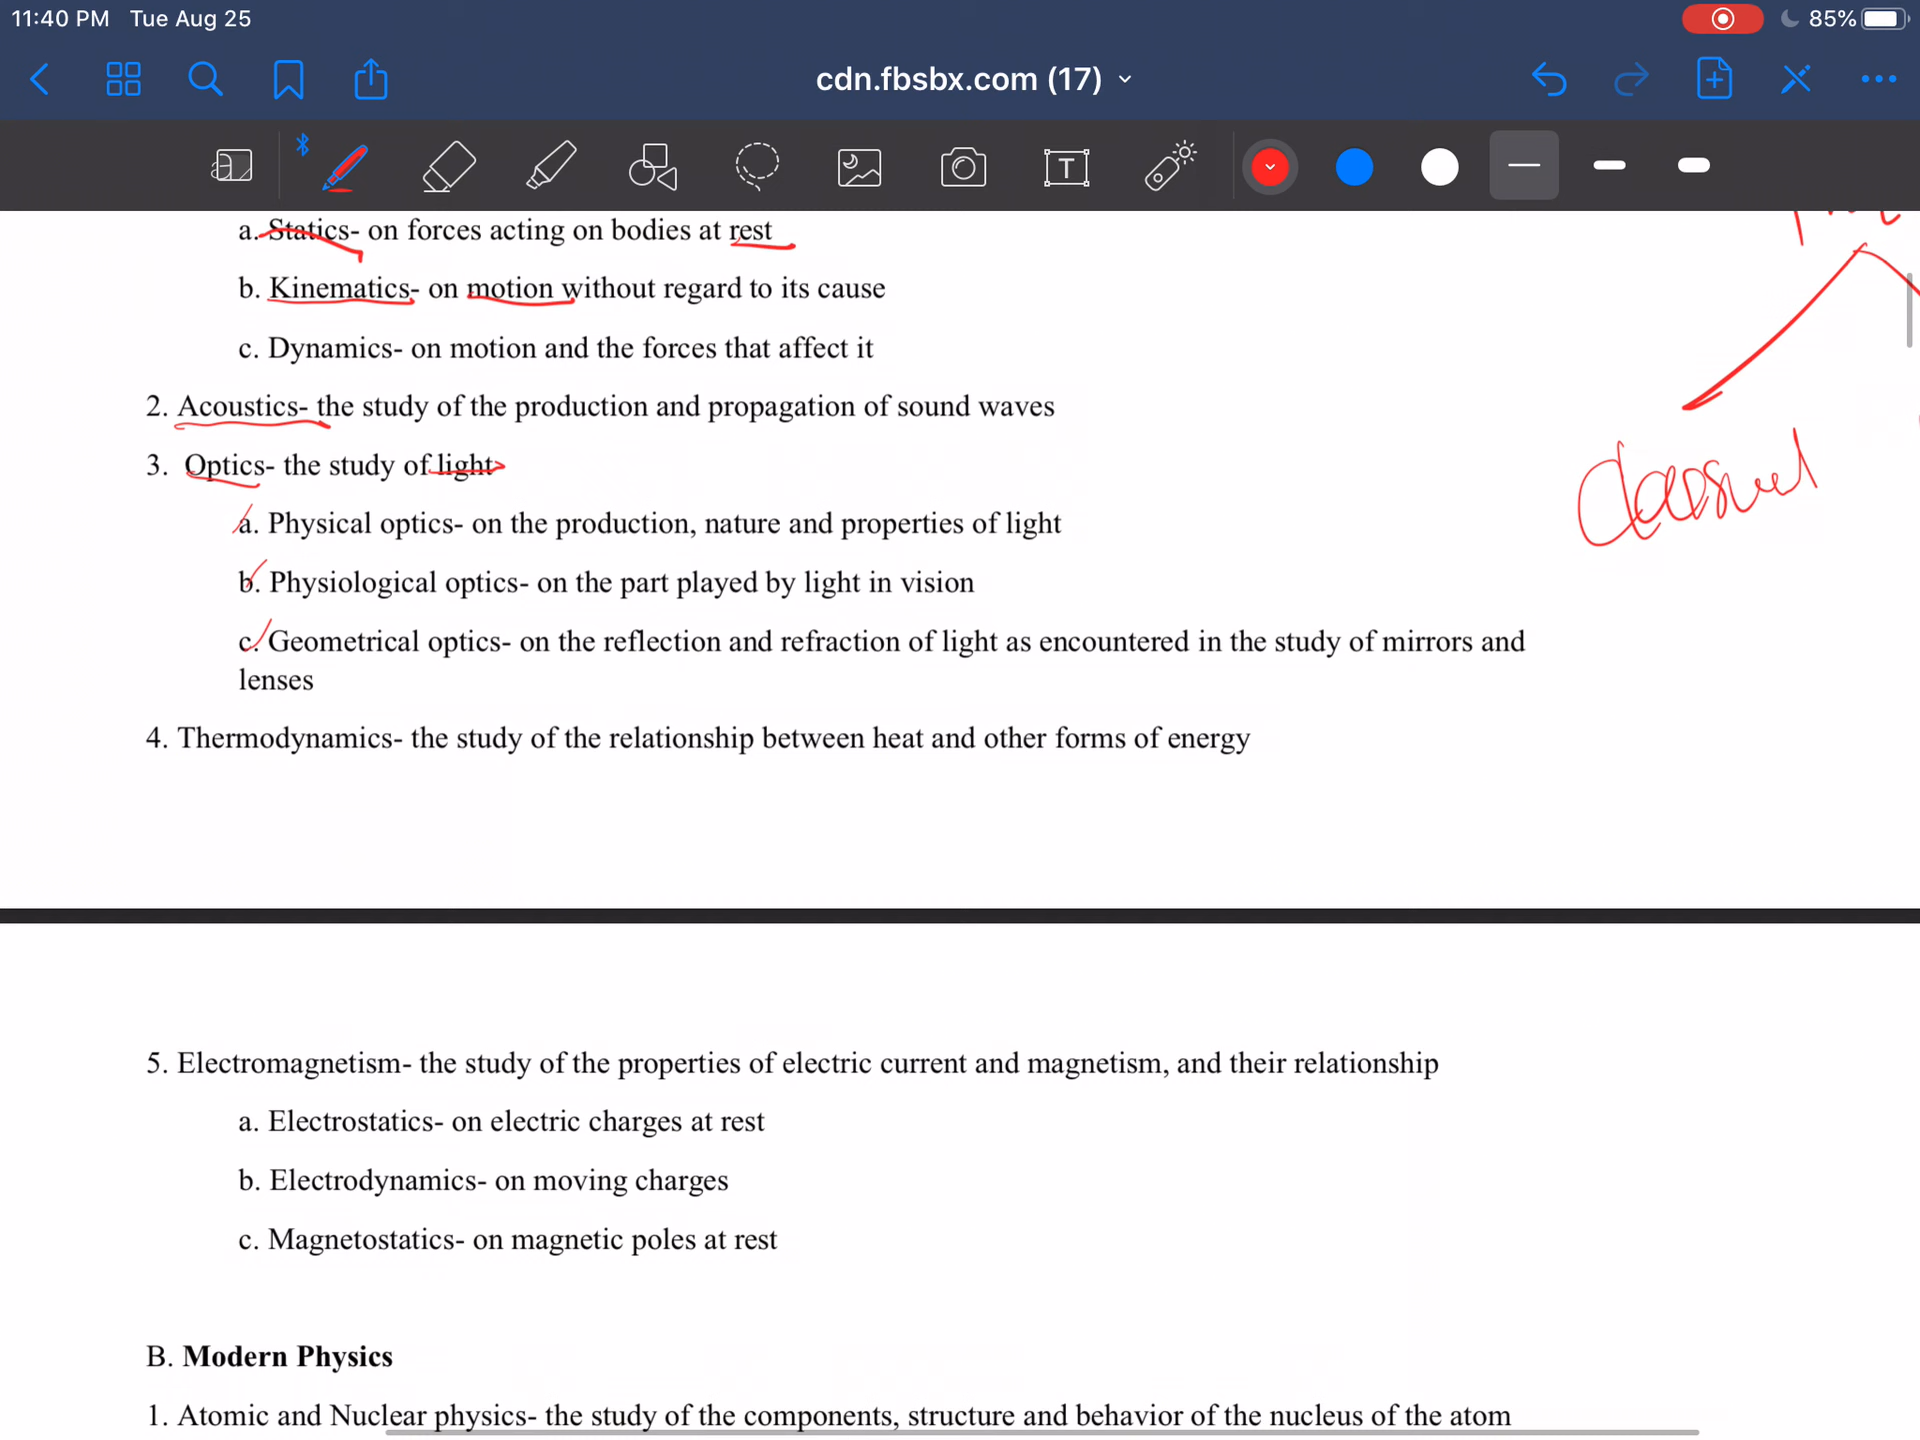 11:40 PM Tue Aug 25
85%
cdn.fbsbx.com (17)
a. Statics- on forces acting on bodies at rest
b. Kinematics- on motion without regard to its cause
c. Dynamics- on motion and the forces that affect it
2. Acoustics- the study of the production and propagation of sound waves
3. Optics- the study of light
a. Physical optics- on the production, nature and properties of light
b. Physiological optics- on the part played by light in vision
c. Geometrical optics- on the reflection and refraction of light as encountered in the study of mirrors and
lenses
4. Thermodynamics- the study of the relationship between heat and other forms of energy
5. Electromagnetism- the study of the properties of electric current and magnetism, and their relationship
a. Electrostatics- on electric charges at rest
b. Electrodynamics- on moving charges
c. Magnetostatics- on magnetic poles at rest
B. Modern Physics
1. Atomic and Nuclear physics- the study of the components, structure and behavior of the nucleus of the atom